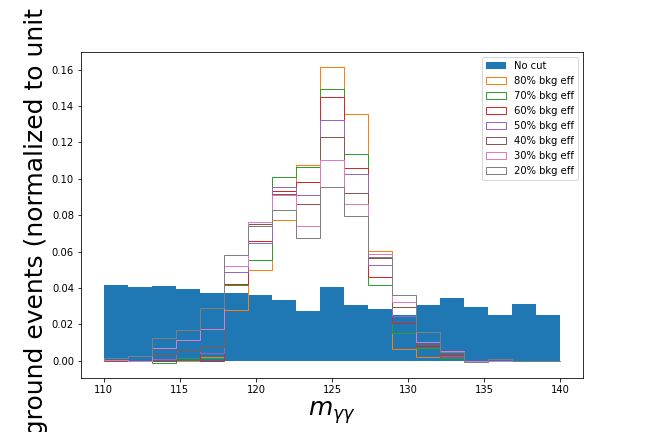 ground events (normalized to unit
0.16
0.14
0.12
0.10
0.08
0.06
0.04
0.02
0.00
110
115
120
125
130
135
140
mγγ
No cut
80% bkg eff
70% bkg eff
60% bkg eff
50% bkg eff
40% bkg eff
30% bkg eff
20% bkg eff